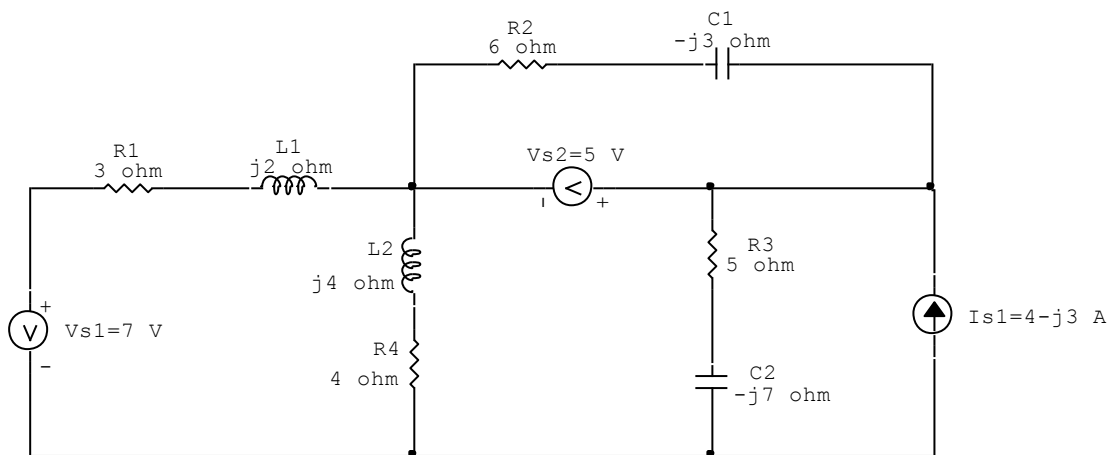 R2
6 ohm
C1
-j3 ohm
R1
3 ohm
L1
j2 ohm
Vs2=5 V
- +
L2
j4 ohm
R3
5 ohm
+
V
Vs1=7 V
-
Is1=4-j3 A
R4
4 ohm
C2
-j7 ohm